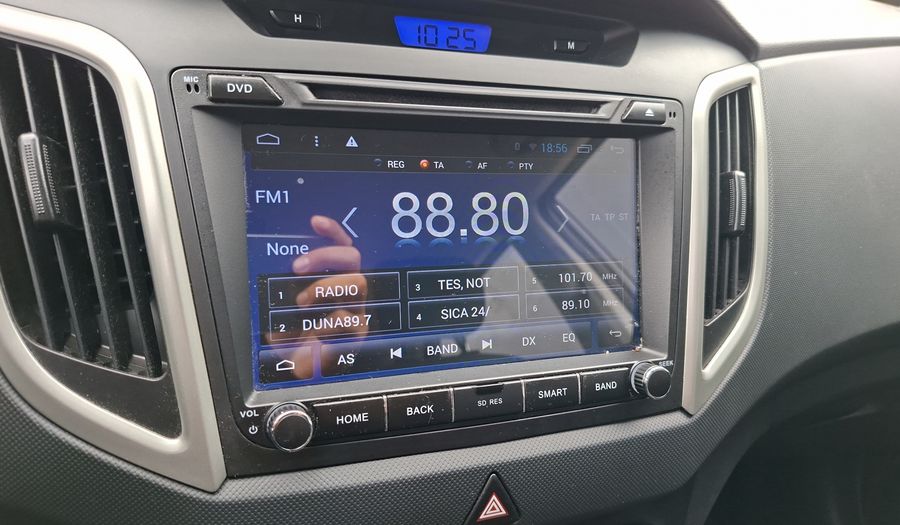 H 10:25 M
MIC DVD
18:56
REG TA AF PTY
FM1 88.80 TA TP ST
None
1 RADIO 3 TES, NOT 5 101.70 MHz
2 DUNA89.7 4 SICA 24/ 6 89.10 MHz
AS BAND DX EQ
VOL HOME BACK SD RES SMART BAND SEEK